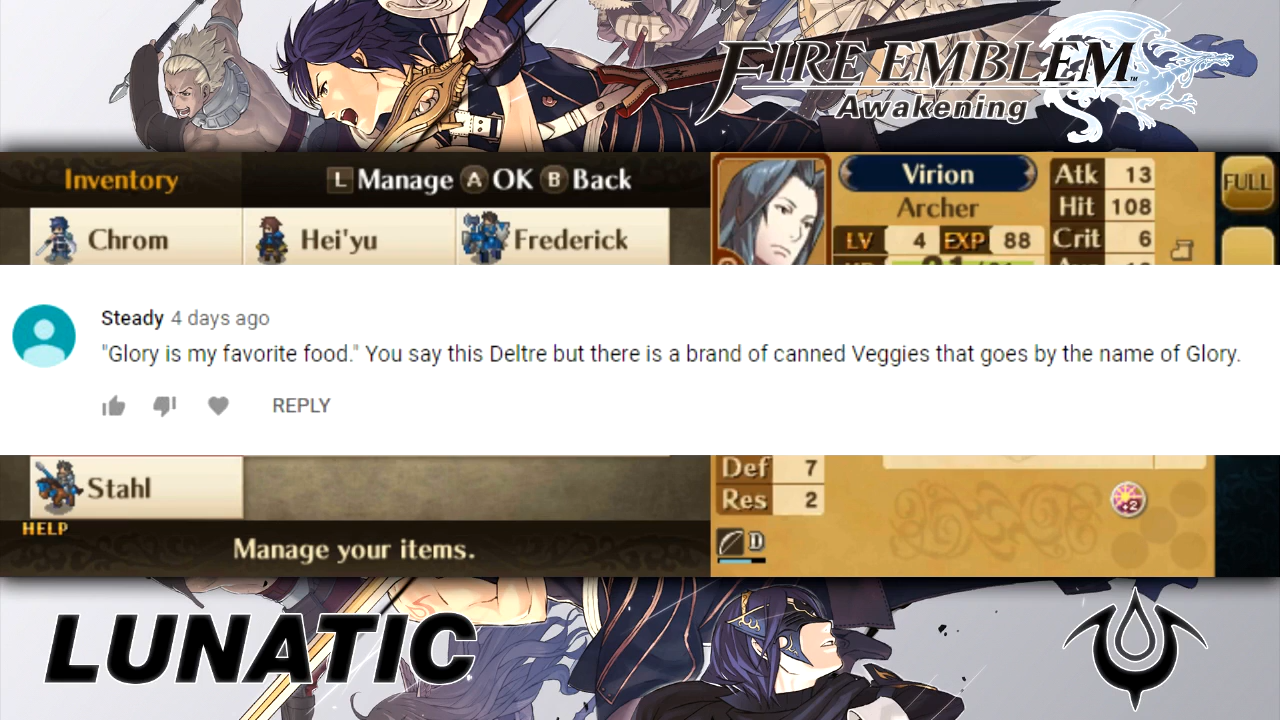 FIRE EMBLEM™
Awakening
Inventory
L Manage A OK B Back
Chrom
Hei'yu
Frederick
Virion
Archer
LV 4 EXP 88
Atk 13
Hit 108
Crit 6
FULL
Steady 4 days ago
"Glory is my favorite food." You say this Deltre but there is a brand of canned Veggies that goes by the name of Glory.
REPLY
Stahl
HELP
Manage your items.
Def 7
Res 2
+2
D
LUNATIC